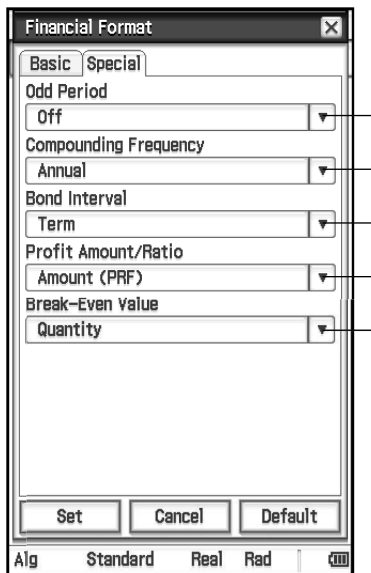 Financial Format
Basic Special
Odd Period
Off
Compounding Frequency
Annual
Bond Interval
Term
Profit Amount/Ratio
Amount (PRF)
Break-Even Value
Quantity
Set Cancel Default
Alg Standard Real Rad